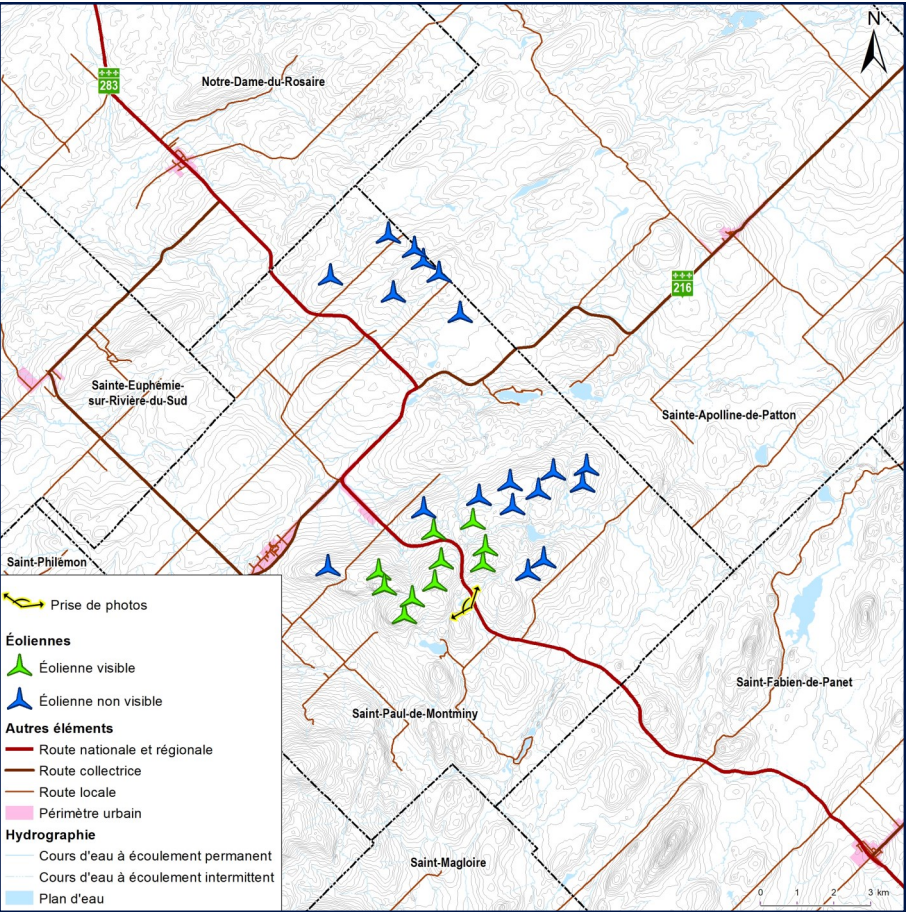 N
283
Notre-Dame-du-Rosaire
216
Sainte-Euphémie-
sur-Rivière-du-Sud
Sainte-Apolline-de-Patton
Saint-Philémon
Saint-Fabien-de-Panet
Saint-Paul-de-Montminy
Saint-Magloire
Prise de photos
Éoliennes
Éolienne visible
Éolienne non visible
Autres éléments
Route nationale et régionale
Route collectrice
Route locale
Périmètre urbain
Hydrographie
Cours d'eau à écoulement permanent
Cours d'eau à écoulement intermittent
Plan d'eau
0 1 2 3 km